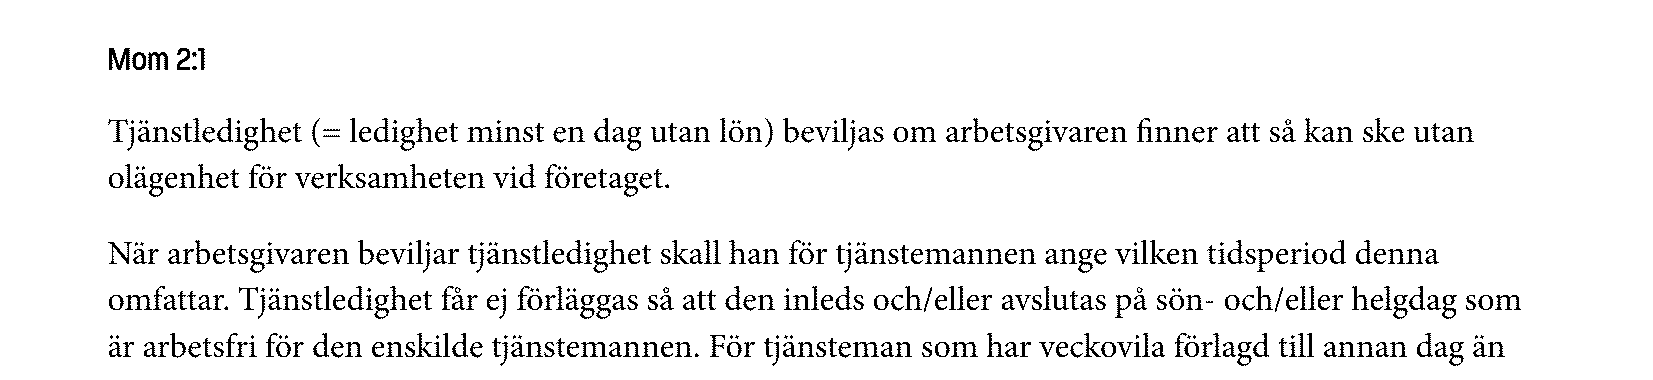 Mom 2:1
Tjänstledighet (= ledighet minst en dag utan lön) beviljas om arbetsgivaren finner att så kan ske utan
olägenhet för verksamheten vid företaget.
När arbetsgivaren beviljar tjänstledighet skall han för tjänstemannen ange vilken tidsperiod denna
omfattar. Tjänstledighet får ej förläggas så att den inleds och/eller avslutas på sön- och/eller helgdag som
är arbetsfri för den enskilde tjänstemannen. För tjänsteman som har veckovila förlagd till annan dag än